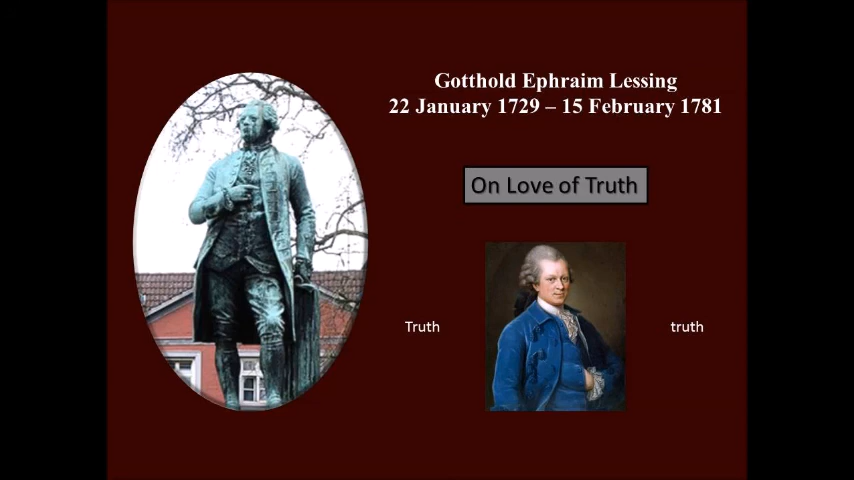 Gotthold Ephraim Lessing
22 January 1729 – 15 February 1781
On Love of Truth
Truth
truth